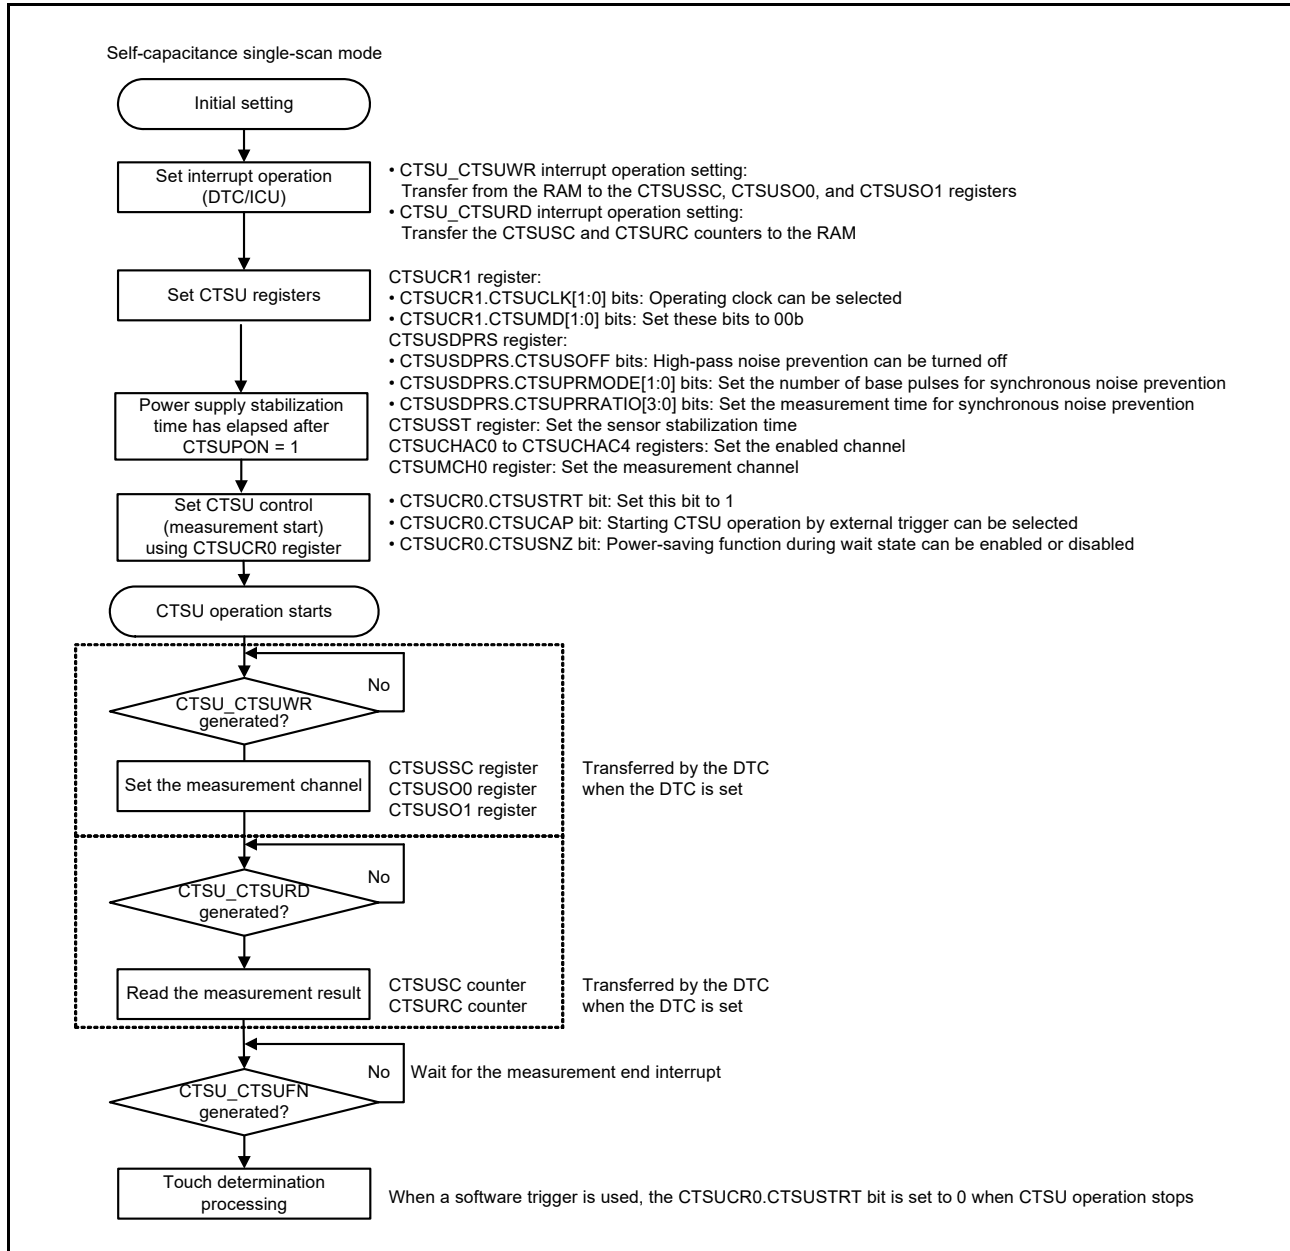 Self-capacitance single-scan mode
Initial setting
Set interrupt operation
(DTC/ICU)
• CTSU_CTSUWR interrupt operation setting:
Transfer from the RAM to the CTSUSSC, CTSUSO0, and CTSUSO1 registers
• CTSU_CTSURD interrupt operation setting:
Transfer the CTSUSC and CTSURC counters to the RAM
Set CTSU registers
CTSUCR1 register:
• CTSUCR1.CTSUCLK[1:0] bits: Operating clock can be selected
• CTSUCR1.CTSUMD[1:0] bits: Set these bits to 00b
CTSUSDPRS register:
• CTSUSDPRS.CTSUSOFF bits: High-pass noise prevention can be turned off
• CTSUSDPRS.CTSUPRMODE[1:0] bits: Set the number of base pulses for synchronous noise prevention
• CTSUSDPRS.CTSUPRRATIO[3:0] bits: Set the measurement time for synchronous noise prevention
CTSUSST register: Set the sensor stabilization time
CTSUCHAC0 to CTSUCHAC4 registers: Set the enabled channel
CTSUMCH0 register: Set the measurement channel
Power supply stabilization
time has elapsed after
CTSUPON = 1
Set CTSU control
(measurement start)
using CTSUCR0 register
• CTSUCR0.CTSUSTRT bit: Set this bit to 1
• CTSUCR0.CTSUCAP bit: Starting CTSU operation by external trigger can be selected
• CTSUCR0.CTSUSNZ bit: Power-saving function during wait state can be enabled or disabled
CTSU operation starts
No
CTSU_CTSUWR
generated?
Set the measurement channel
CTSUSSC register
CTSUSO0 register
CTSUSO1 register
Transferred by the DTC
when the DTC is set
No
CTSU_CTSURD
generated?
Read the measurement result
CTSUSC counter
CTSURC counter
Transferred by the DTC
when the DTC is set
No
Wait for the measurement end interrupt
CTSU_CTSUFN
generated?
Touch determination
processing
When a software trigger is used, the CTSUCR0.CTSUSTRT bit is set to 0 when CTSU operation stops